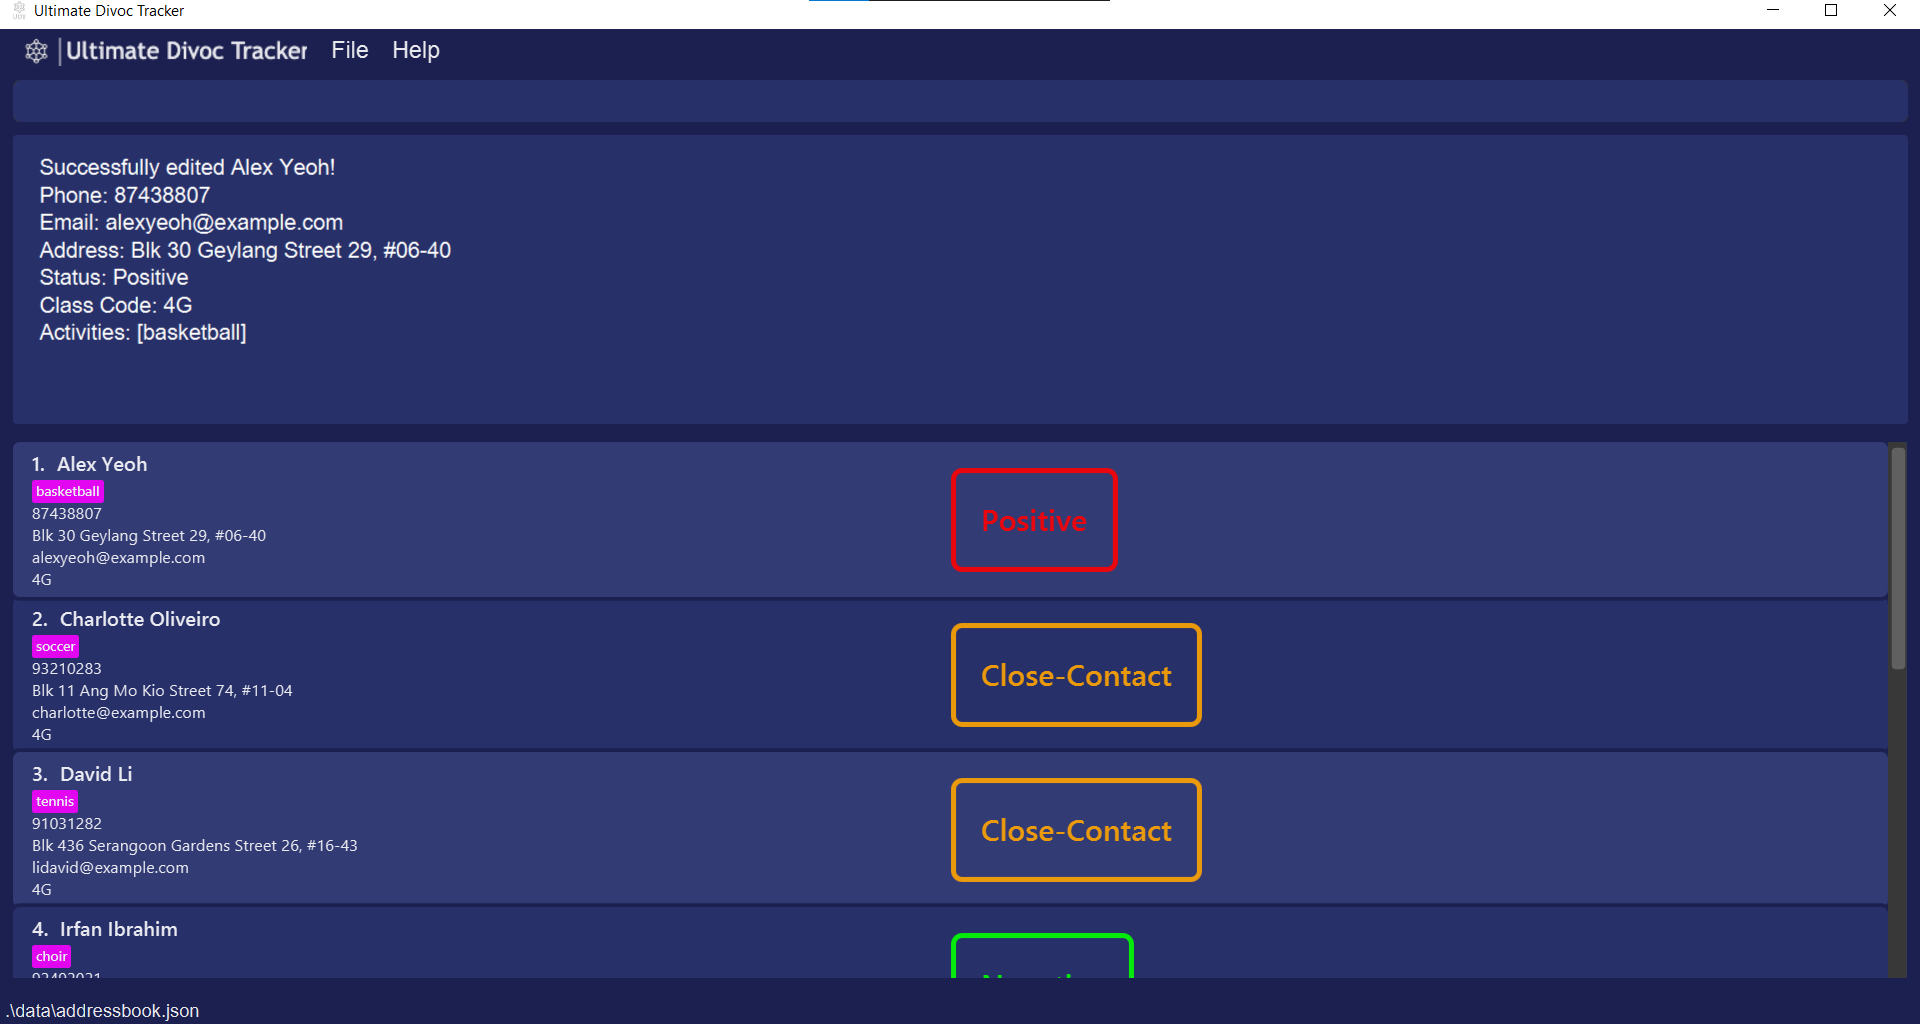 Ultimate Divoc Tracker
|Ultimate Divoc Tracker File Help
Successfully edited Alex Yeoh!
Phone: 87438807
Email: alexyeoh@example.com
Address: Blk 30 Geylang Street 29, #06-40
Status: Positive
Class Code: 4G
Activities: [basketball]
1. Alex Yeoh
basketball
87438807
Blk 30 Geylang Street 29, #06-40
alexyeoh@example.com
4G
Positive
2. Charlotte Oliveiro
soccer
93210283
Blk 11 Ang Mo Kio Street 74, #11-04
charlotte@example.com
4G
Close-Contact
3. David Li
tennis
91031282
Blk 436 Serangoon Gardens Street 26, #16-43
lidavid@example.com
4G
Close-Contact
4. Irfan Ibrahim
choir
.\data\addressbook.json